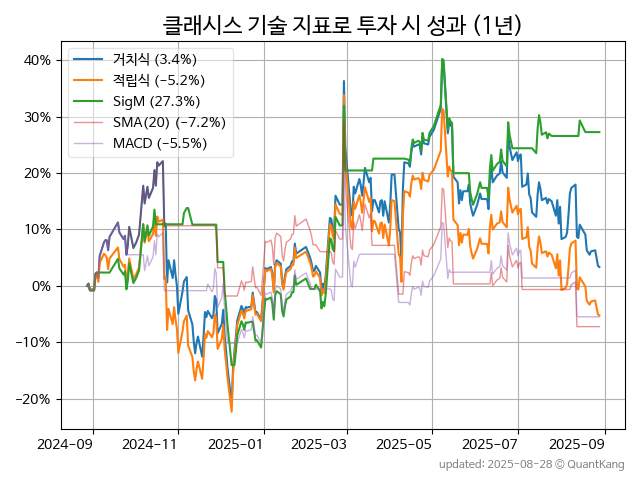 클래시스 기술 지표로 투자 시 성과 (1년)
40%
30%
20%
10%
0%
−10%
−20%
거치식 (3.4%)
적립식 (−5.2%)
SigM (27.3%)
SMA(20) (−7.2%)
MACD (−5.5%)
2024-09
2024-11
2025-01
2025-03
2025-05
2025-07
2025-09
updated: 2025-08-28 © QuantKang